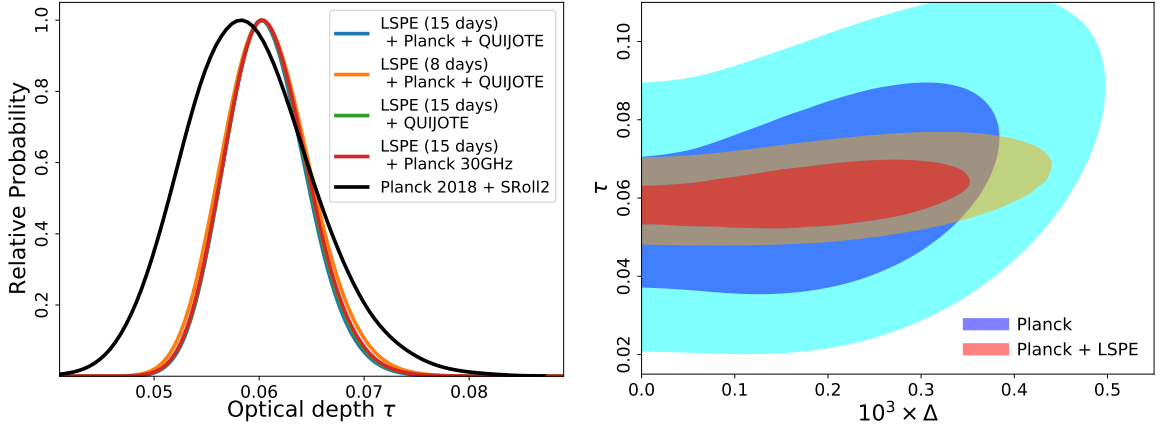 Relative Probability
1.0
0.8
0.6
0.4
0.2
0.05
0.06
0.07
0.08
Optical depth τ
LSPE (15 days)
+ Planck + QUIJOTE
LSPE (8 days)
+ Planck + QUIJOTE
LSPE (15 days)
+ QUIJOTE
LSPE (15 days)
+ Planck 30GHz
Planck 2018 + SRoll2
τ
0.10
0.08
0.06
0.04
0.02
0.0
0.1
0.2
0.3
0.4
0.5
10³ × Δ
Planck
Planck + LSPE